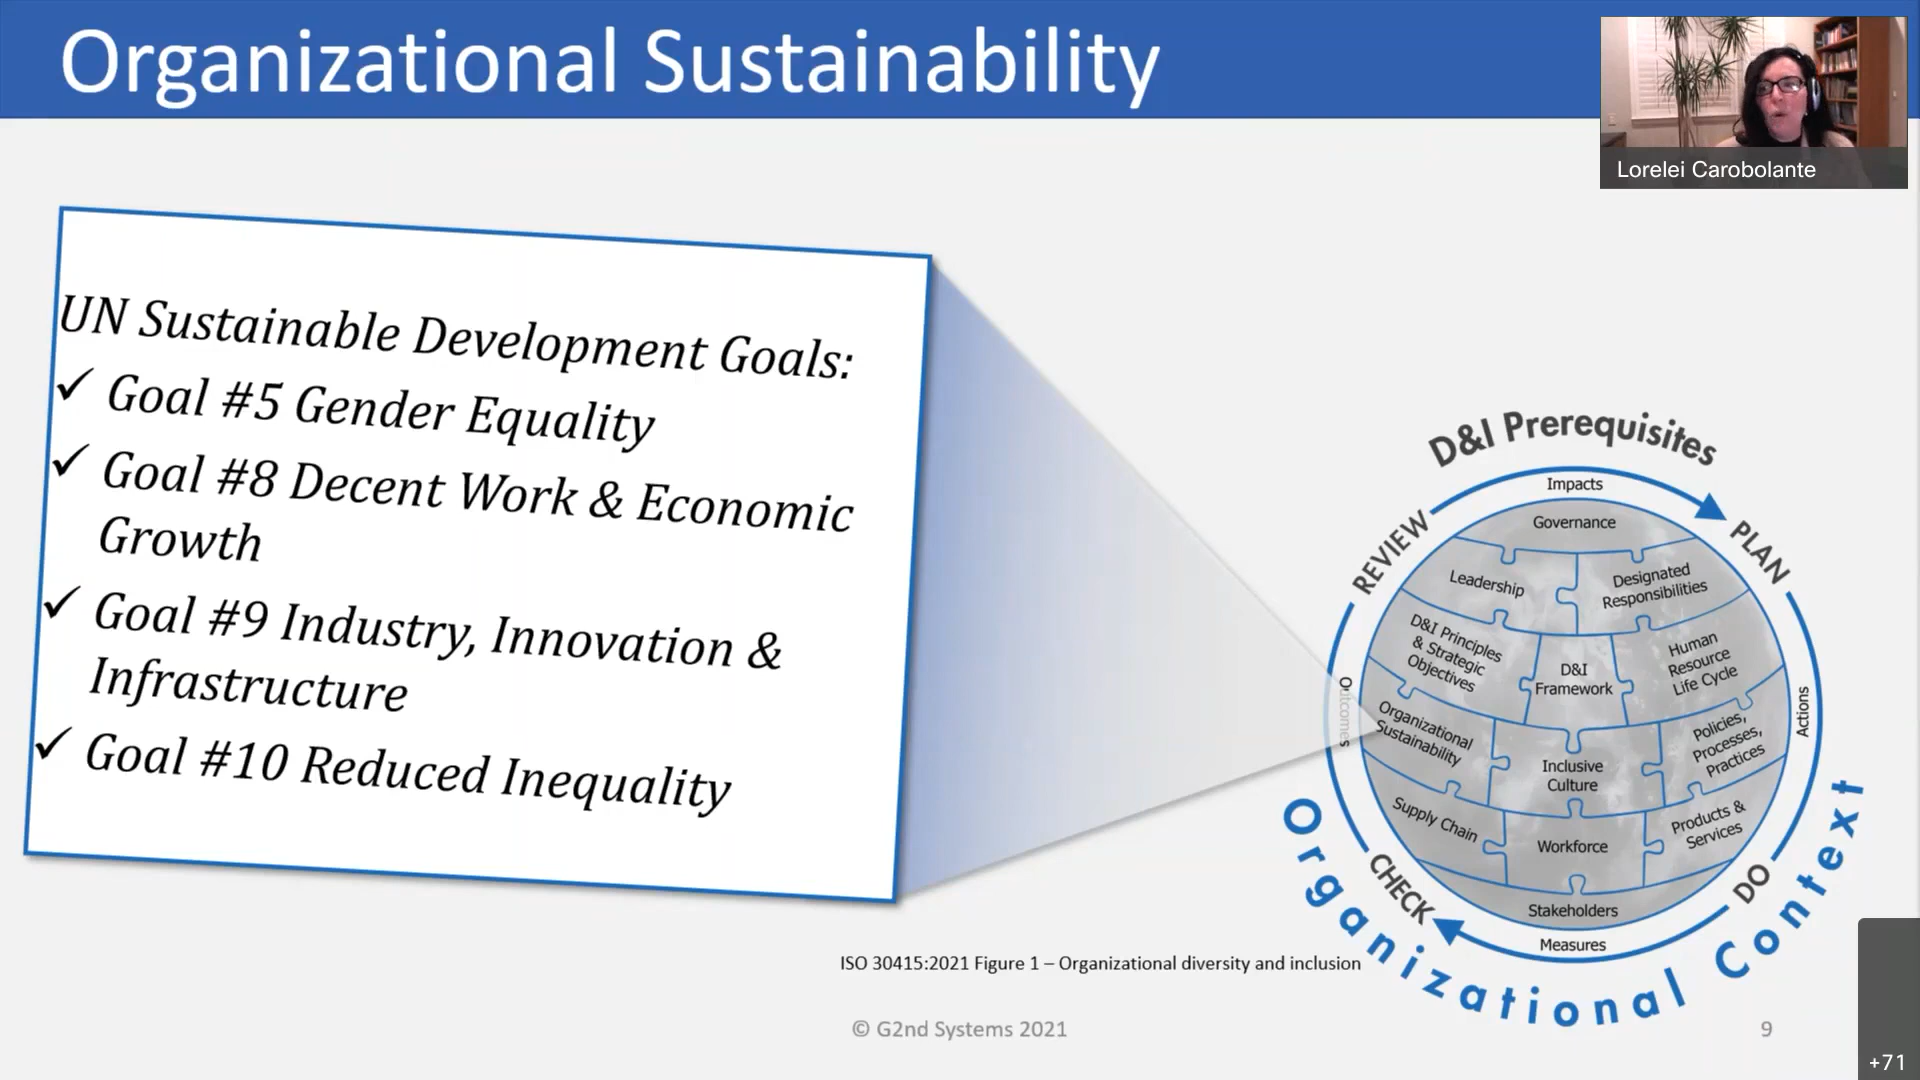 Organizational Sustainability
Lorelei Carobolante
UN Sustainable Development Goals:
✓ Goal #5 Gender Equality
✓ Goal #8 Decent Work & Economic
Growth
✓ Goal #9 Industry, Innovation &
Infrastructure
✓ Goal #10 Reduced Inequality
D&I Prerequisites
Impacts
REVIEW
PLAN
Governance
Leadership
Designated
Responsibilities
D&I Principles
& Strategic
Objectives
D&I
Framework
Human
Resource
Life Cycle
Outcomes
Actions
Organizational
Sustainability
Inclusive
Culture
Policies,
Processes,
Practices
Supply Chain
Workforce
Products &
Services
CHECK
DO
Stakeholders
Measures
Organizational Context
ISO 30415:2021 Figure 1 – Organizational diversity and inclusion
© G2nd Systems 2021
9
+71